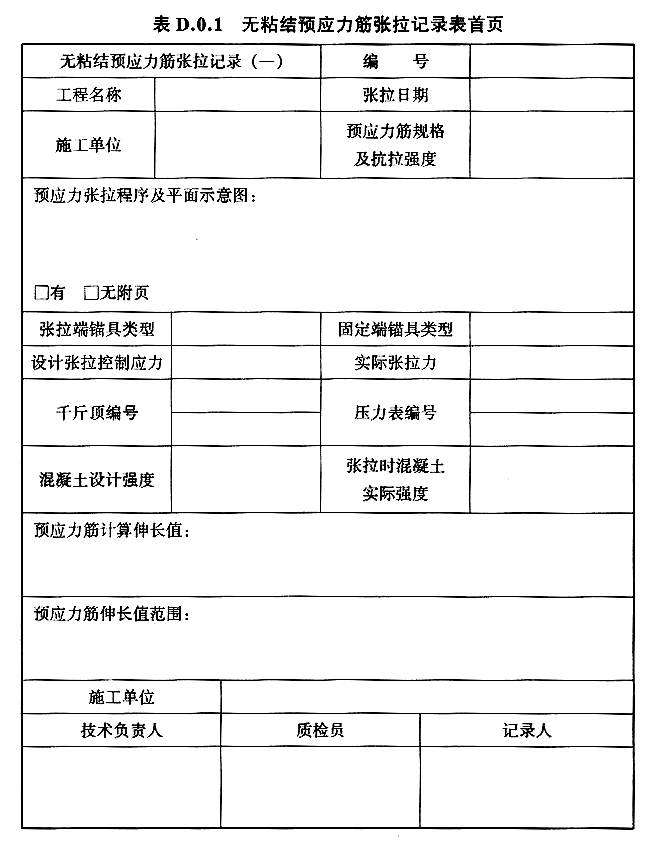 表 D.0.1 无粘结预应力筋张拉记录表首页
无粘结预应力筋张拉记录（一） 编 号
工程名称 张拉日期
施工单位 预应力筋规格
及抗拉强度
预应力张拉程序及平面示意图：
□有 □无附页
张拉端锚具类型 固定端锚具类型
设计张拉控制应力 实际张拉力
千斤顶编号 压力表编号
混凝土设计强度 张拉时混凝土
实际强度
预应力筋计算伸长值：
预应力筋伸长值范围：
施工单位
技术负责人 质检员 记录人